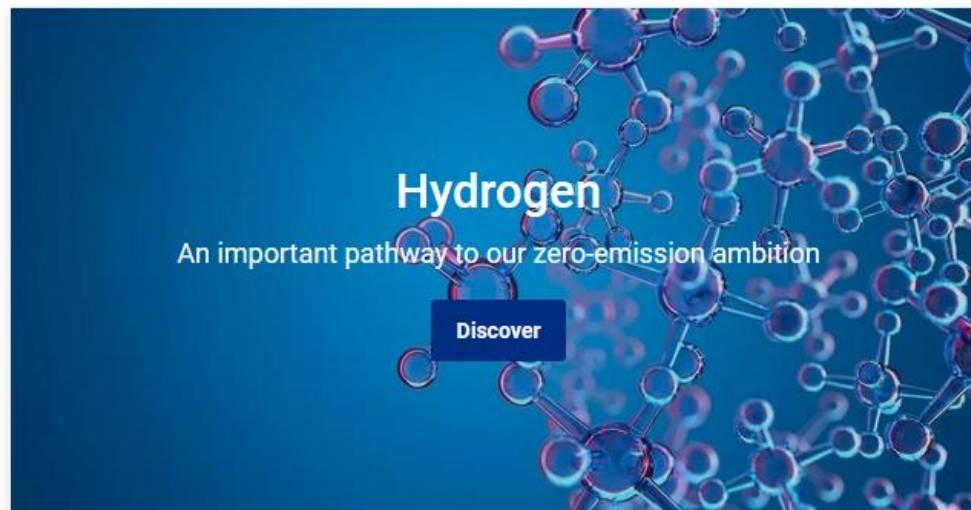 Hydrogen
An important pathway to our zero-emission ambition
Discover